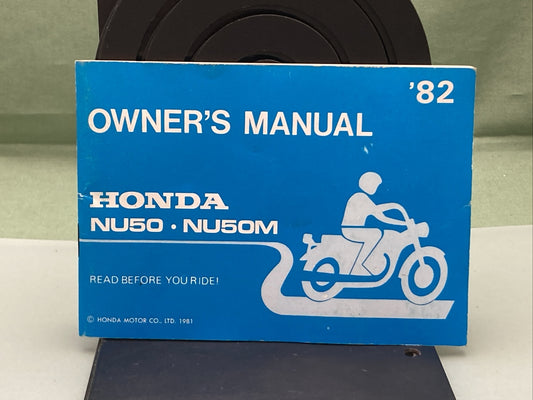 '82
OWNER'S MANUAL
HONDA
NU50 · NU50M
READ BEFORE YOU RIDE!
© HONDA MOTOR CO., LTD. 1981